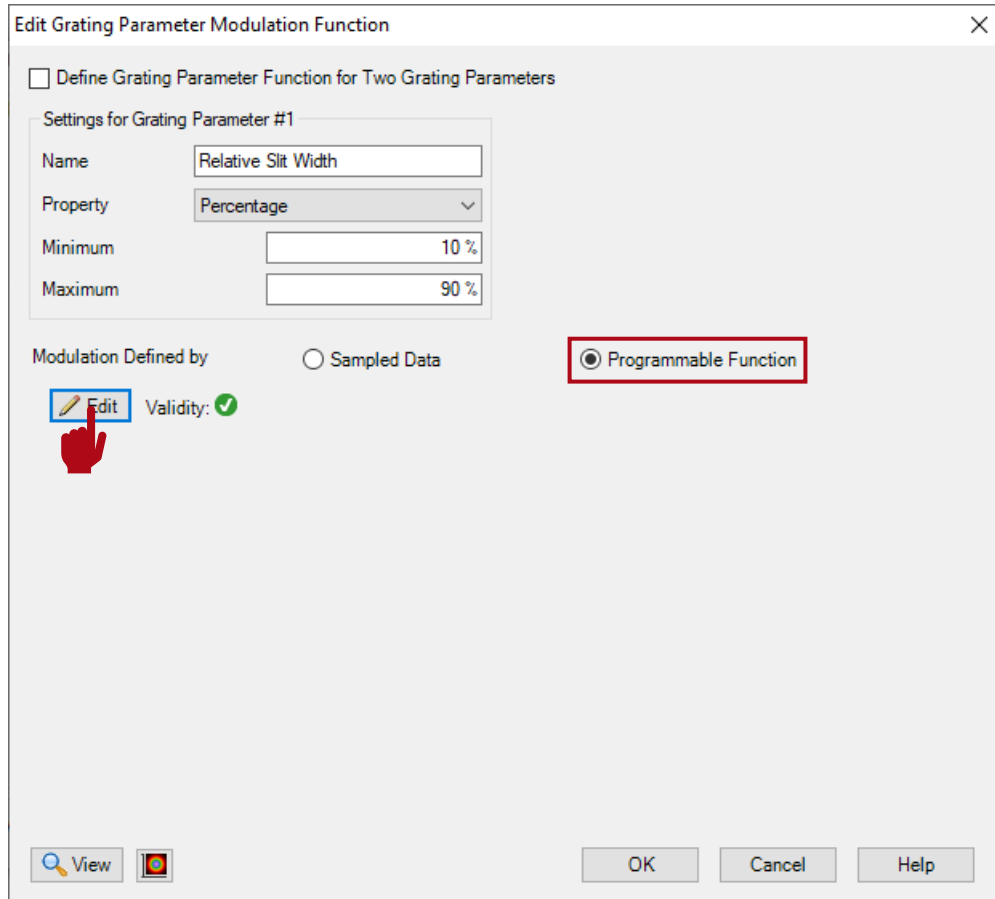 Edit Grating Parameter Modulation Function
Define Grating Parameter Function for Two Grating Parameters
Settings for Grating Parameter #1
Name Relative Slit Width
Property Percentage
Minimum 10 %
Maximum 90 %
Modulation Defined by Sampled Data Programmable Function
Edit Validity:
View OK Cancel Help